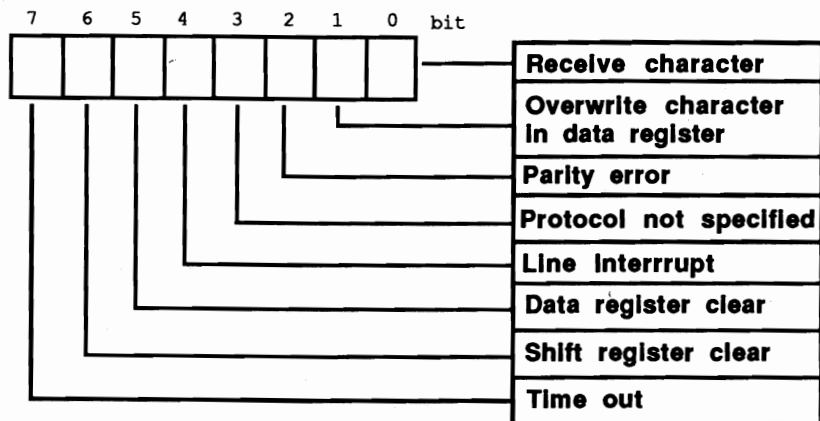 7 6 5 4 3 2 1 0 bit
Receive character
Overwrite character
in data register
Parity error
Protocol not specified
Line Interrrupt
Data register clear
Shift register clear
Time out